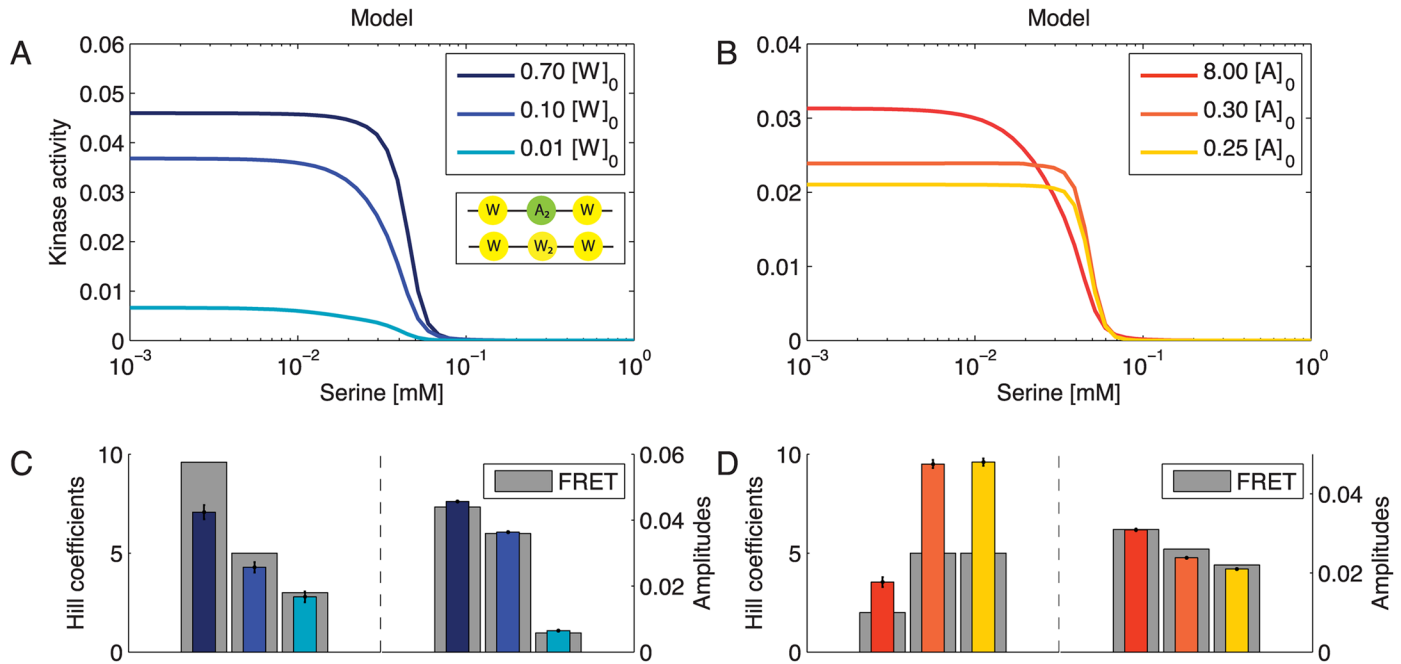 Model
A
0.06
0.05
0.04
0.03
0.02
0.01
0
Kinase activity
0.70 [W]0
0.10 [W]0
0.01 [W]0
W A2 W
W W2 W
10−3 10−2 10−1 100
Serine [mM]
Model
B
0.04
0.03
0.02
0.01
0
8.00 [A]0
0.30 [A]0
0.25 [A]0
10−3 10−2 10−1 100
Serine [mM]
C
10
5
0
Hill coefficients
FRET
0.06
0.04
0.02
0
Amplitudes
D
10
5
0
Hill coefficients
FRET
0.04
0.02
0
Amplitudes